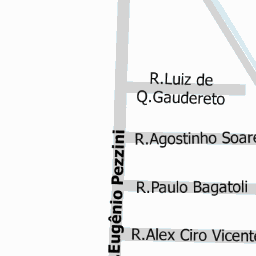 R.Luiz de
Q.Gaudereto
R.Agostinho Soare
R.Paulo Bagatoli
R.Alex Ciro Vicente
.Eugênio Pezzini